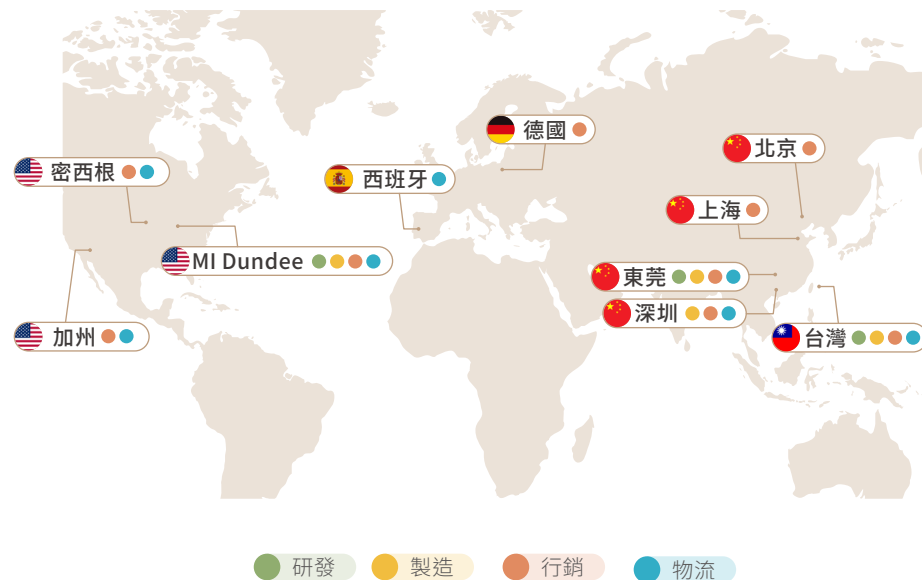 德國
北京
密西根
西班牙
上海
MI Dundee
東莞
深圳
加州
台灣
研發
製造
行銷
物流